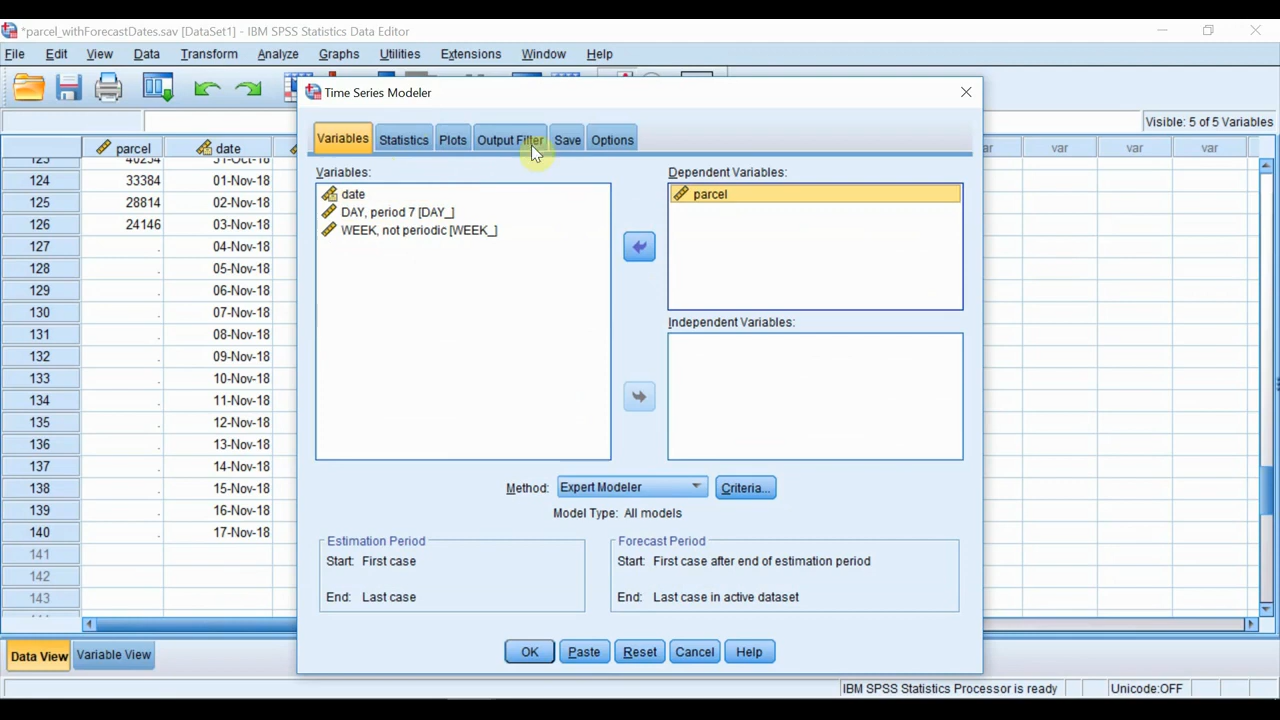 *parcel_withForecastDates.sav [DataSet1] - IBM SPSS Statistics Data Editor
File Edit View Data Transform Analyze Graphs Utilities Extensions Window Help
Time Series Modeler
Visible: 5 of 5 Variables
Variables Statistics Plots Output Filter Save Options
parcel date var var var
Variables:
Dependent Variables:
date
DAY, period 7 [DAY_]
WEEK, not periodic [WEEK_]
parcel
Independent Variables:
124 33384 01-Nov-18
125 28814 02-Nov-18
126 24146 03-Nov-18
127 . 04-Nov-18
128 . 05-Nov-18
129 . 06-Nov-18
130 . 07-Nov-18
131 . 08-Nov-18
132 . 09-Nov-18
133 . 10-Nov-18
134 . 11-Nov-18
135 . 12-Nov-18
136 . 13-Nov-18
137 . 14-Nov-18
138 . 15-Nov-18
139 . 16-Nov-18
140 . 17-Nov-18
141
142
143
Method: Expert Modeler Criteria...
Model Type: All models
Estimation Period
Start: First case
End: Last case
Forecast Period
Start: First case after end of estimation period
End: Last case in active dataset
OK Paste Reset Cancel Help
Data View Variable View
IBM SPSS Statistics Processor is ready Unicode:OFF